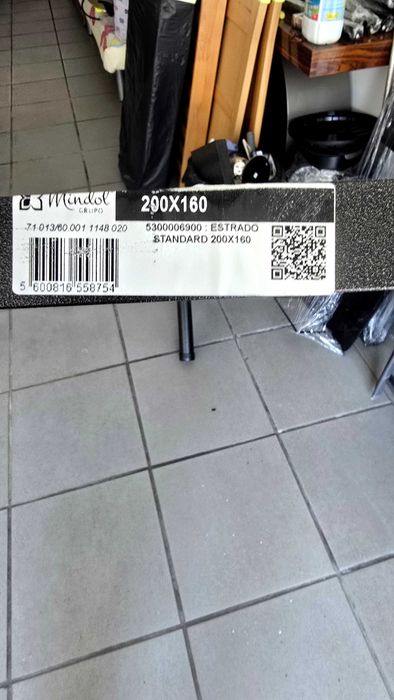 Mindol
GRUPO
200X160
71 013/60.001 1148 020
5300006900 : ESTRADO
STANDARD 200X160
5 600816 558754